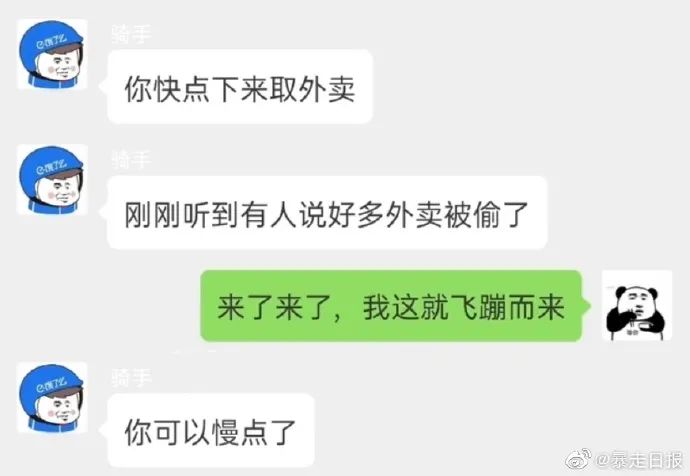 骑手
你快点下来取外卖
骑手
刚刚听到有人说好多外卖被偷了
来了来了，我这就飞蹦而来
骑手
你可以慢点了
@暴走日报